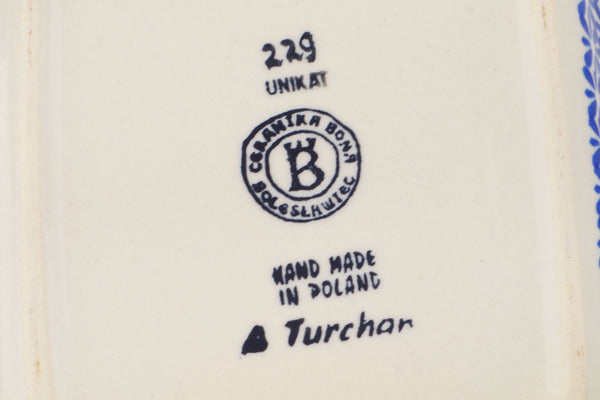 229
UNIKAT
CERAMIKA BONA
B
BOLESŁAWIEC
HAND MADE
IN POLAND
A Turchan